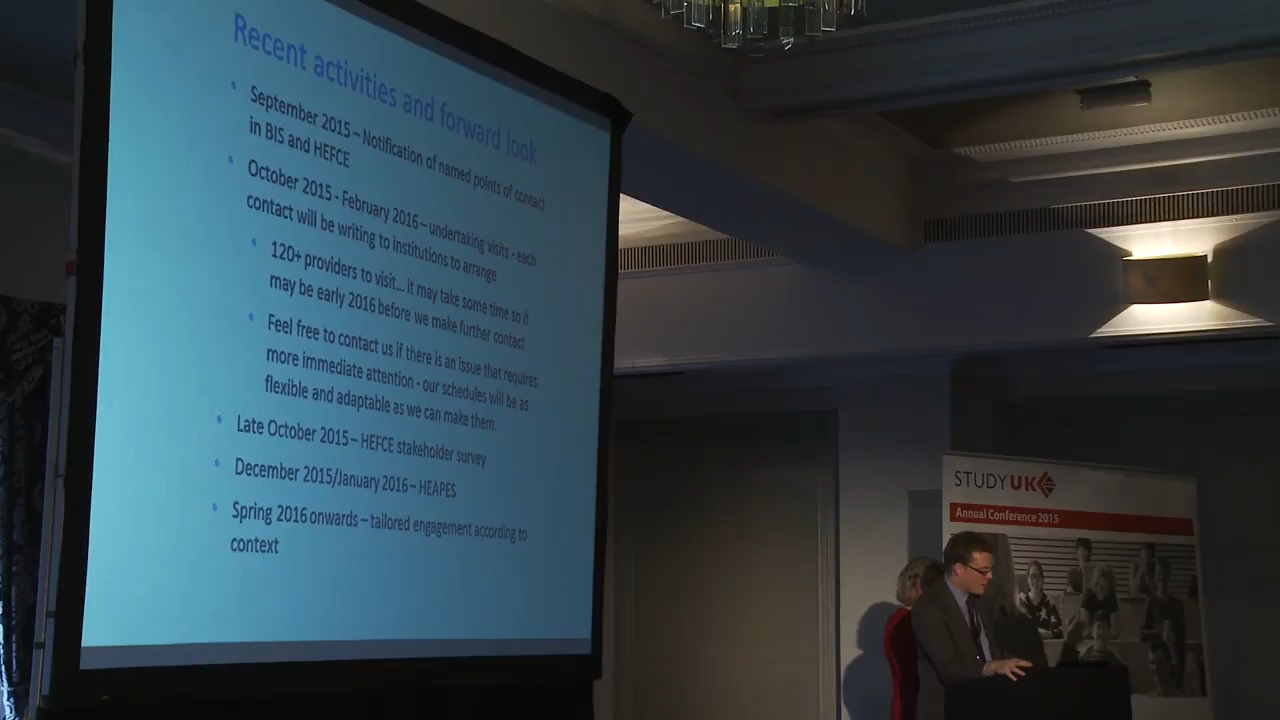 Recent activities and forward look
• September 2015 – Notification of named points of contact
in BIS and HEFCE
• October 2015 - February 2016 – undertaking visits - each
contact will be writing to institutions to arrange
• 120+ providers to visit... it may take some time so it
may be early 2016 before we make further contact
• Feel free to contact us if there is an issue that requires
more immediate attention - our schedules will be as
flexible and adaptable as we can make them.
• Late October 2015 – HEFCE stakeholder survey
• December 2015/January 2016 – HEAPES
• Spring 2016 onwards – tailored engagement according to
context
STUDY UK
Annual Conference 2015